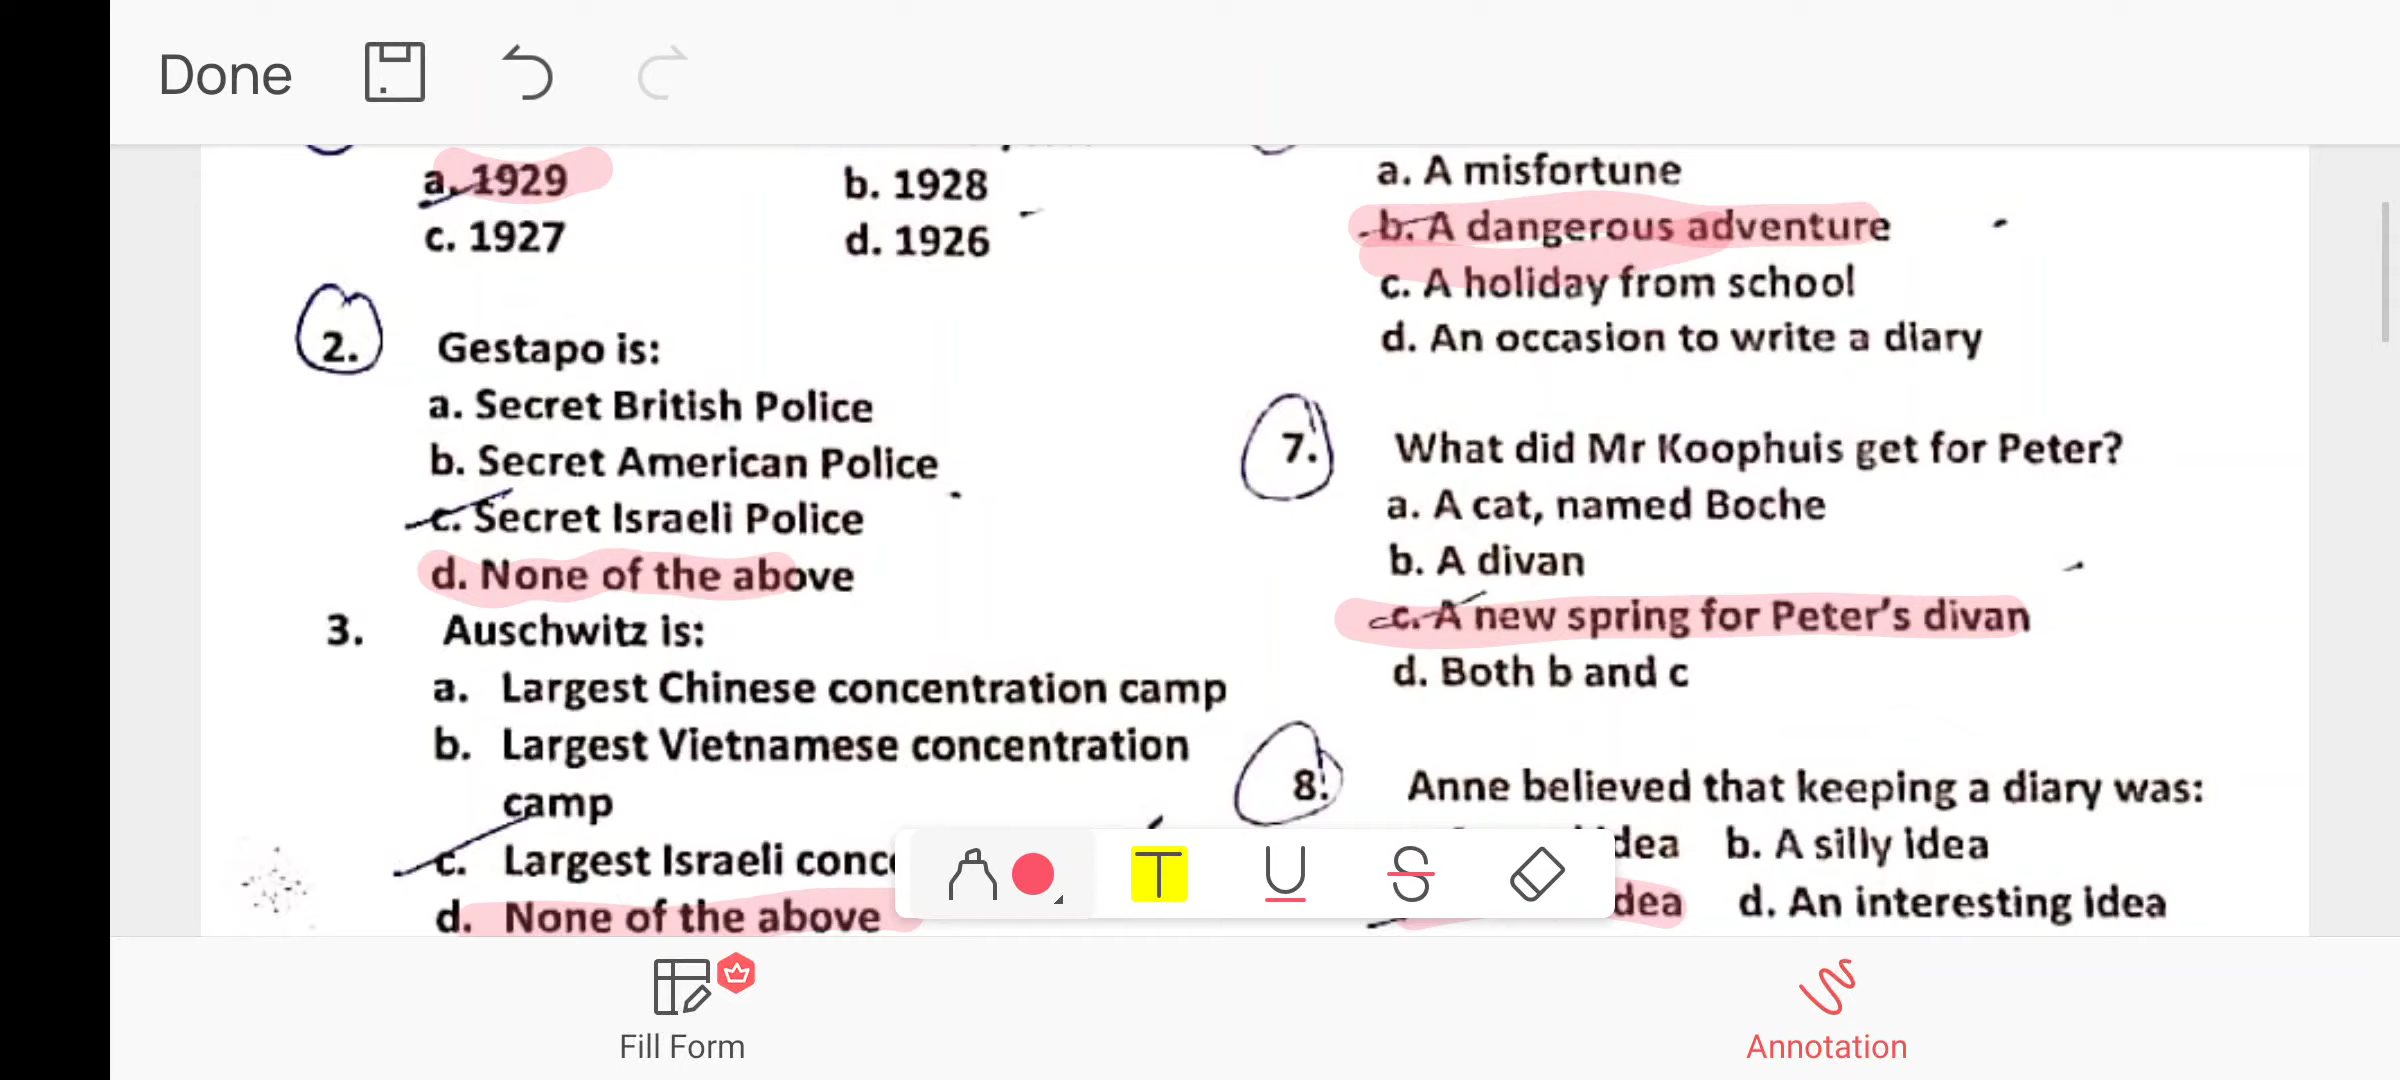 Done
a. 1929 b. 1928
c. 1927 d. 1926
2. Gestapo is:
a. Secret British Police
b. Secret American Police
c. Secret Israeli Police
d. None of the above
3. Auschwitz is:
a. Largest Chinese concentration camp
b. Largest Vietnamese concentration
camp
c. Largest Israeli
d. None of the above
a. A misfortune
b. A dangerous adventure
c. A holiday from school
d. An occasion to write a diary
7. What did Mr Koophuis get for Peter?
a. A cat, named Boche
b. A divan
c. A new spring for Peter's divan
d. Both b and c
8. Anne believed that keeping a diary was:
b. A silly idea
d. An interesting idea
T U S
Fill Form
Annotation